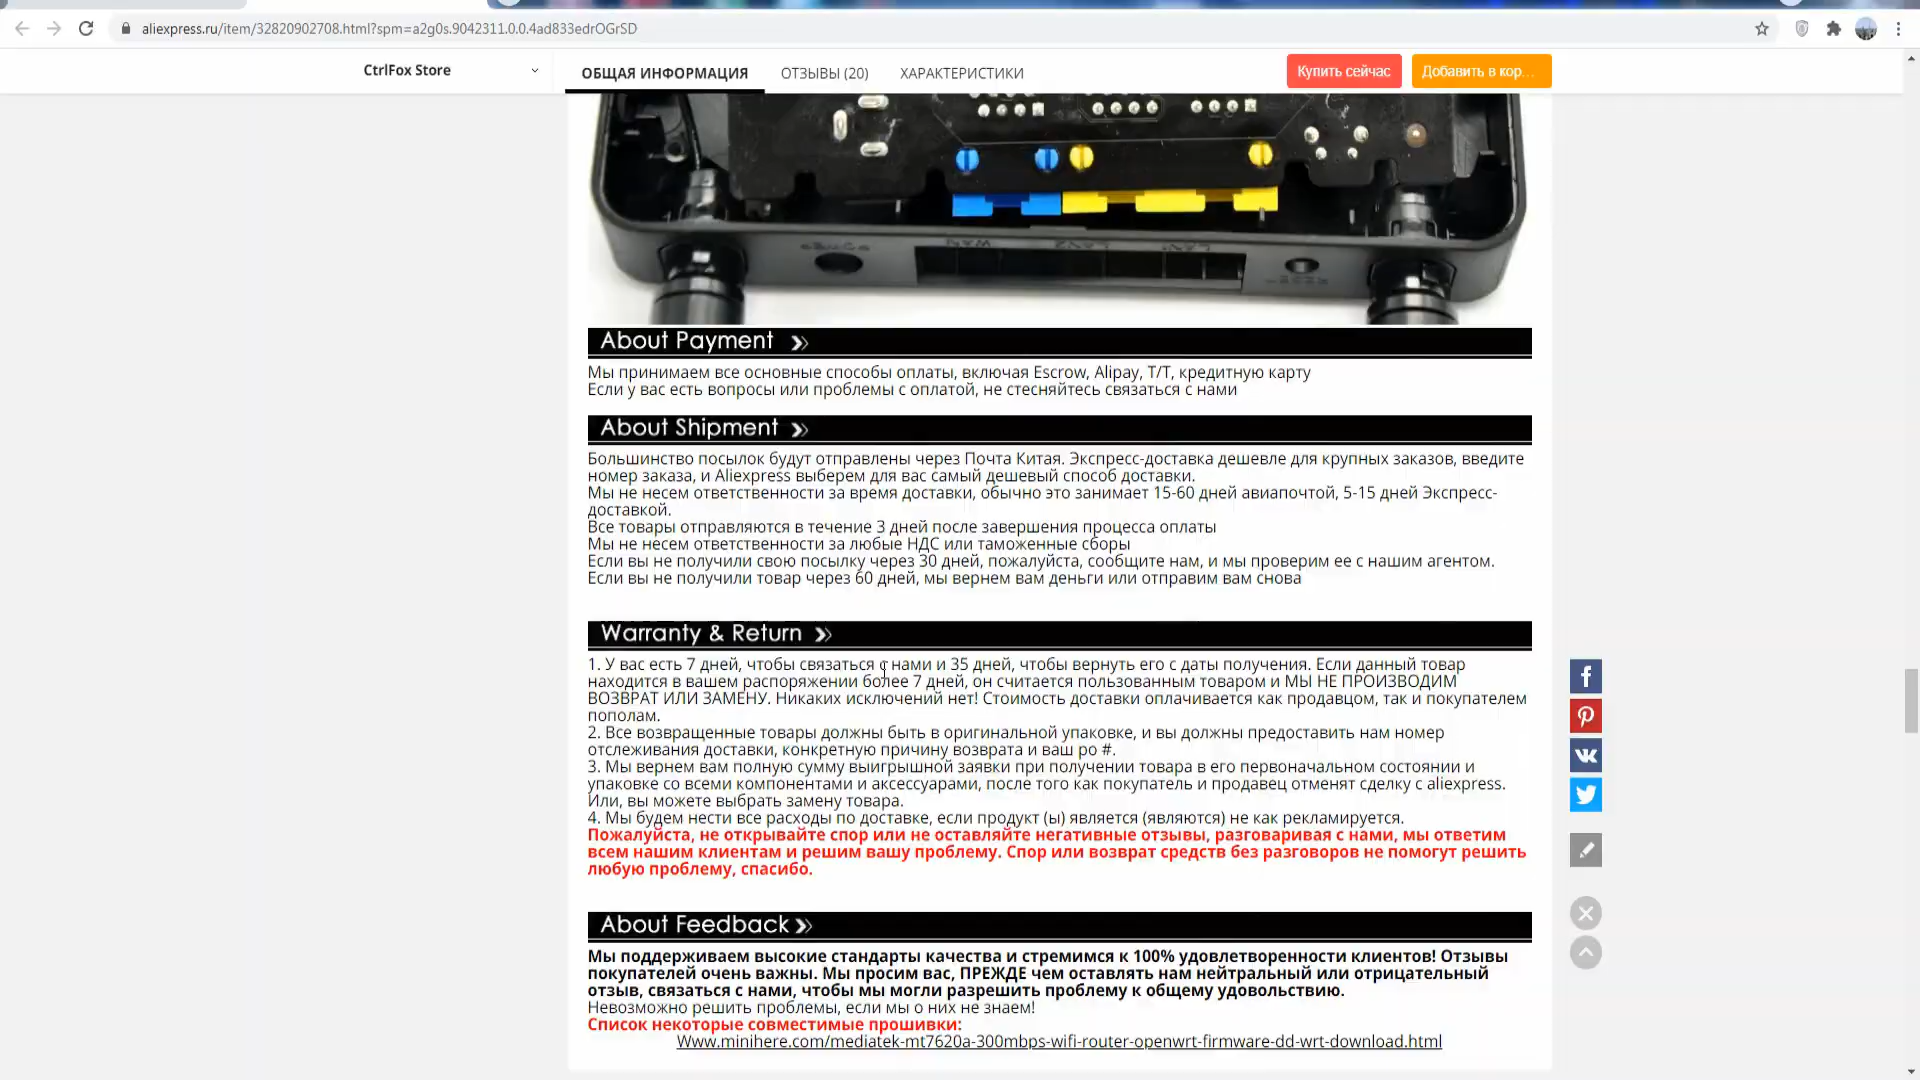 aliexpress.ru/item/32820902708.html?spm=a2g0s.9042311.0.0.4ad833edrOGrSD
CtrlFox Store
ОБЩАЯ ИНФОРМАЦИЯ
ОТЗЫВЫ (20)
ХАРАКТЕРИСТИКИ
Купить сейчас
Добавить в кор...
WAN
LAN2
LAN1
About Payment
Мы принимаем все основные способы оплаты, включая Escrow, Alipay, T/T, кредитную карту
Если у вас есть вопросы или проблемы с оплатой, не стесняйтесь связаться с нами
About Shipment
Большинство посылок будут отправлены через Почта Китая. Экспресс-доставка дешевле для крупных заказов, введите
номер заказа, и Aliexpress выберем для вас самый дешевый способ доставки.
Мы не несем ответственности за время доставки, обычно это занимает 15-60 дней авиапочтой, 5-15 дней Экспресс-
доставкой.
Все товары отправляются в течение 3 дней после завершения процесса оплаты
Мы не несем ответственности за любые НДС или таможенные сборы
Если вы не получили свою посылку через 30 дней, пожалуйста, сообщите нам, и мы проверим ее с нашим агентом.
Если вы не получили товар через 60 дней, мы вернем вам деньги или отправим вам снова
Warranty & Return
1. У вас есть 7 дней, чтобы связаться с нами и 35 дней, чтобы вернуть его с даты получения. Если данный товар
находится в вашем распоряжении более 7 дней, он считается пользованным товаром и МЫ НЕ ПРОИЗВОДИМ
ВОЗВРАТ ИЛИ ЗАМЕНУ. Никаких исключений нет! Стоимость доставки оплачивается как продавцом, так и покупателем
пополам.
2. Все возвращенные товары должны быть в оригинальной упаковке, и вы должны предоставить нам номер
отслеживания доставки, конкретную причину возврата и ваш po #.
3. Мы вернем вам полную сумму выигрышной заявки при получении товара в его первоначальном состоянии и
упаковке со всеми компонентами и аксессуарами, после того как покупатель и продавец отменят сделку с aliexpress.
Или, вы можете выбрать замену товара.
4. Мы будем нести все расходы по доставке, если продукт (ы) является (являются) не как рекламируется.
Пожалуйста, не открывайте спор или не оставляйте негативные отзывы, разговаривая с нами, мы ответим
всем нашим клиентам и решим вашу проблему. Спор или возврат средств без разговоров не помогут решить
любую проблему, спасибо.
About Feedback
Мы поддерживаем высокие стандарты качества и стремимся к 100% удовлетворенности клиентов! Отзывы
покупателей очень важны. Мы просим вас, ПРЕЖДЕ чем оставлять нам нейтральный или отрицательный
отзыв, связаться с нами, чтобы мы могли разрешить проблему к общему удовольствию.
Невозможно решить проблемы, если мы о них не знаем!
Список некоторые совместимые прошивки:
Www.minihere.com/mediatek-mt7620a-300mbps-wifi-router-openwrt-firmware-dd-wrt-download.html